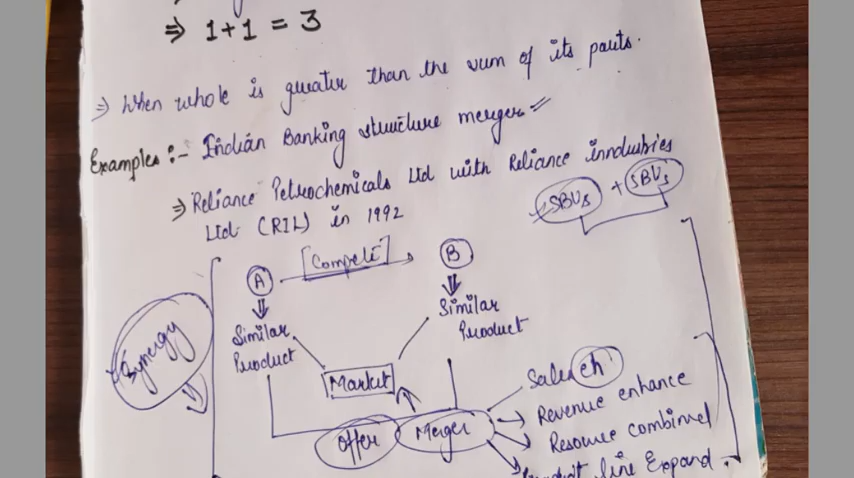 ⇒ 1+1 = 3
⇒ When whole is greater than the sum of its parts.
Examples :- Indian Banking structure merger
⇒ Reliance Petrochemicals Ltd with Reliance inndusbies
Ltd. (RIL) in 1992
SBUs + SBUs
A [Compete] B
Similar Product
Similar Product
Synergy
Market
offer Merger
Sales eh
Revenue enhance
Resource combined
line Expand.